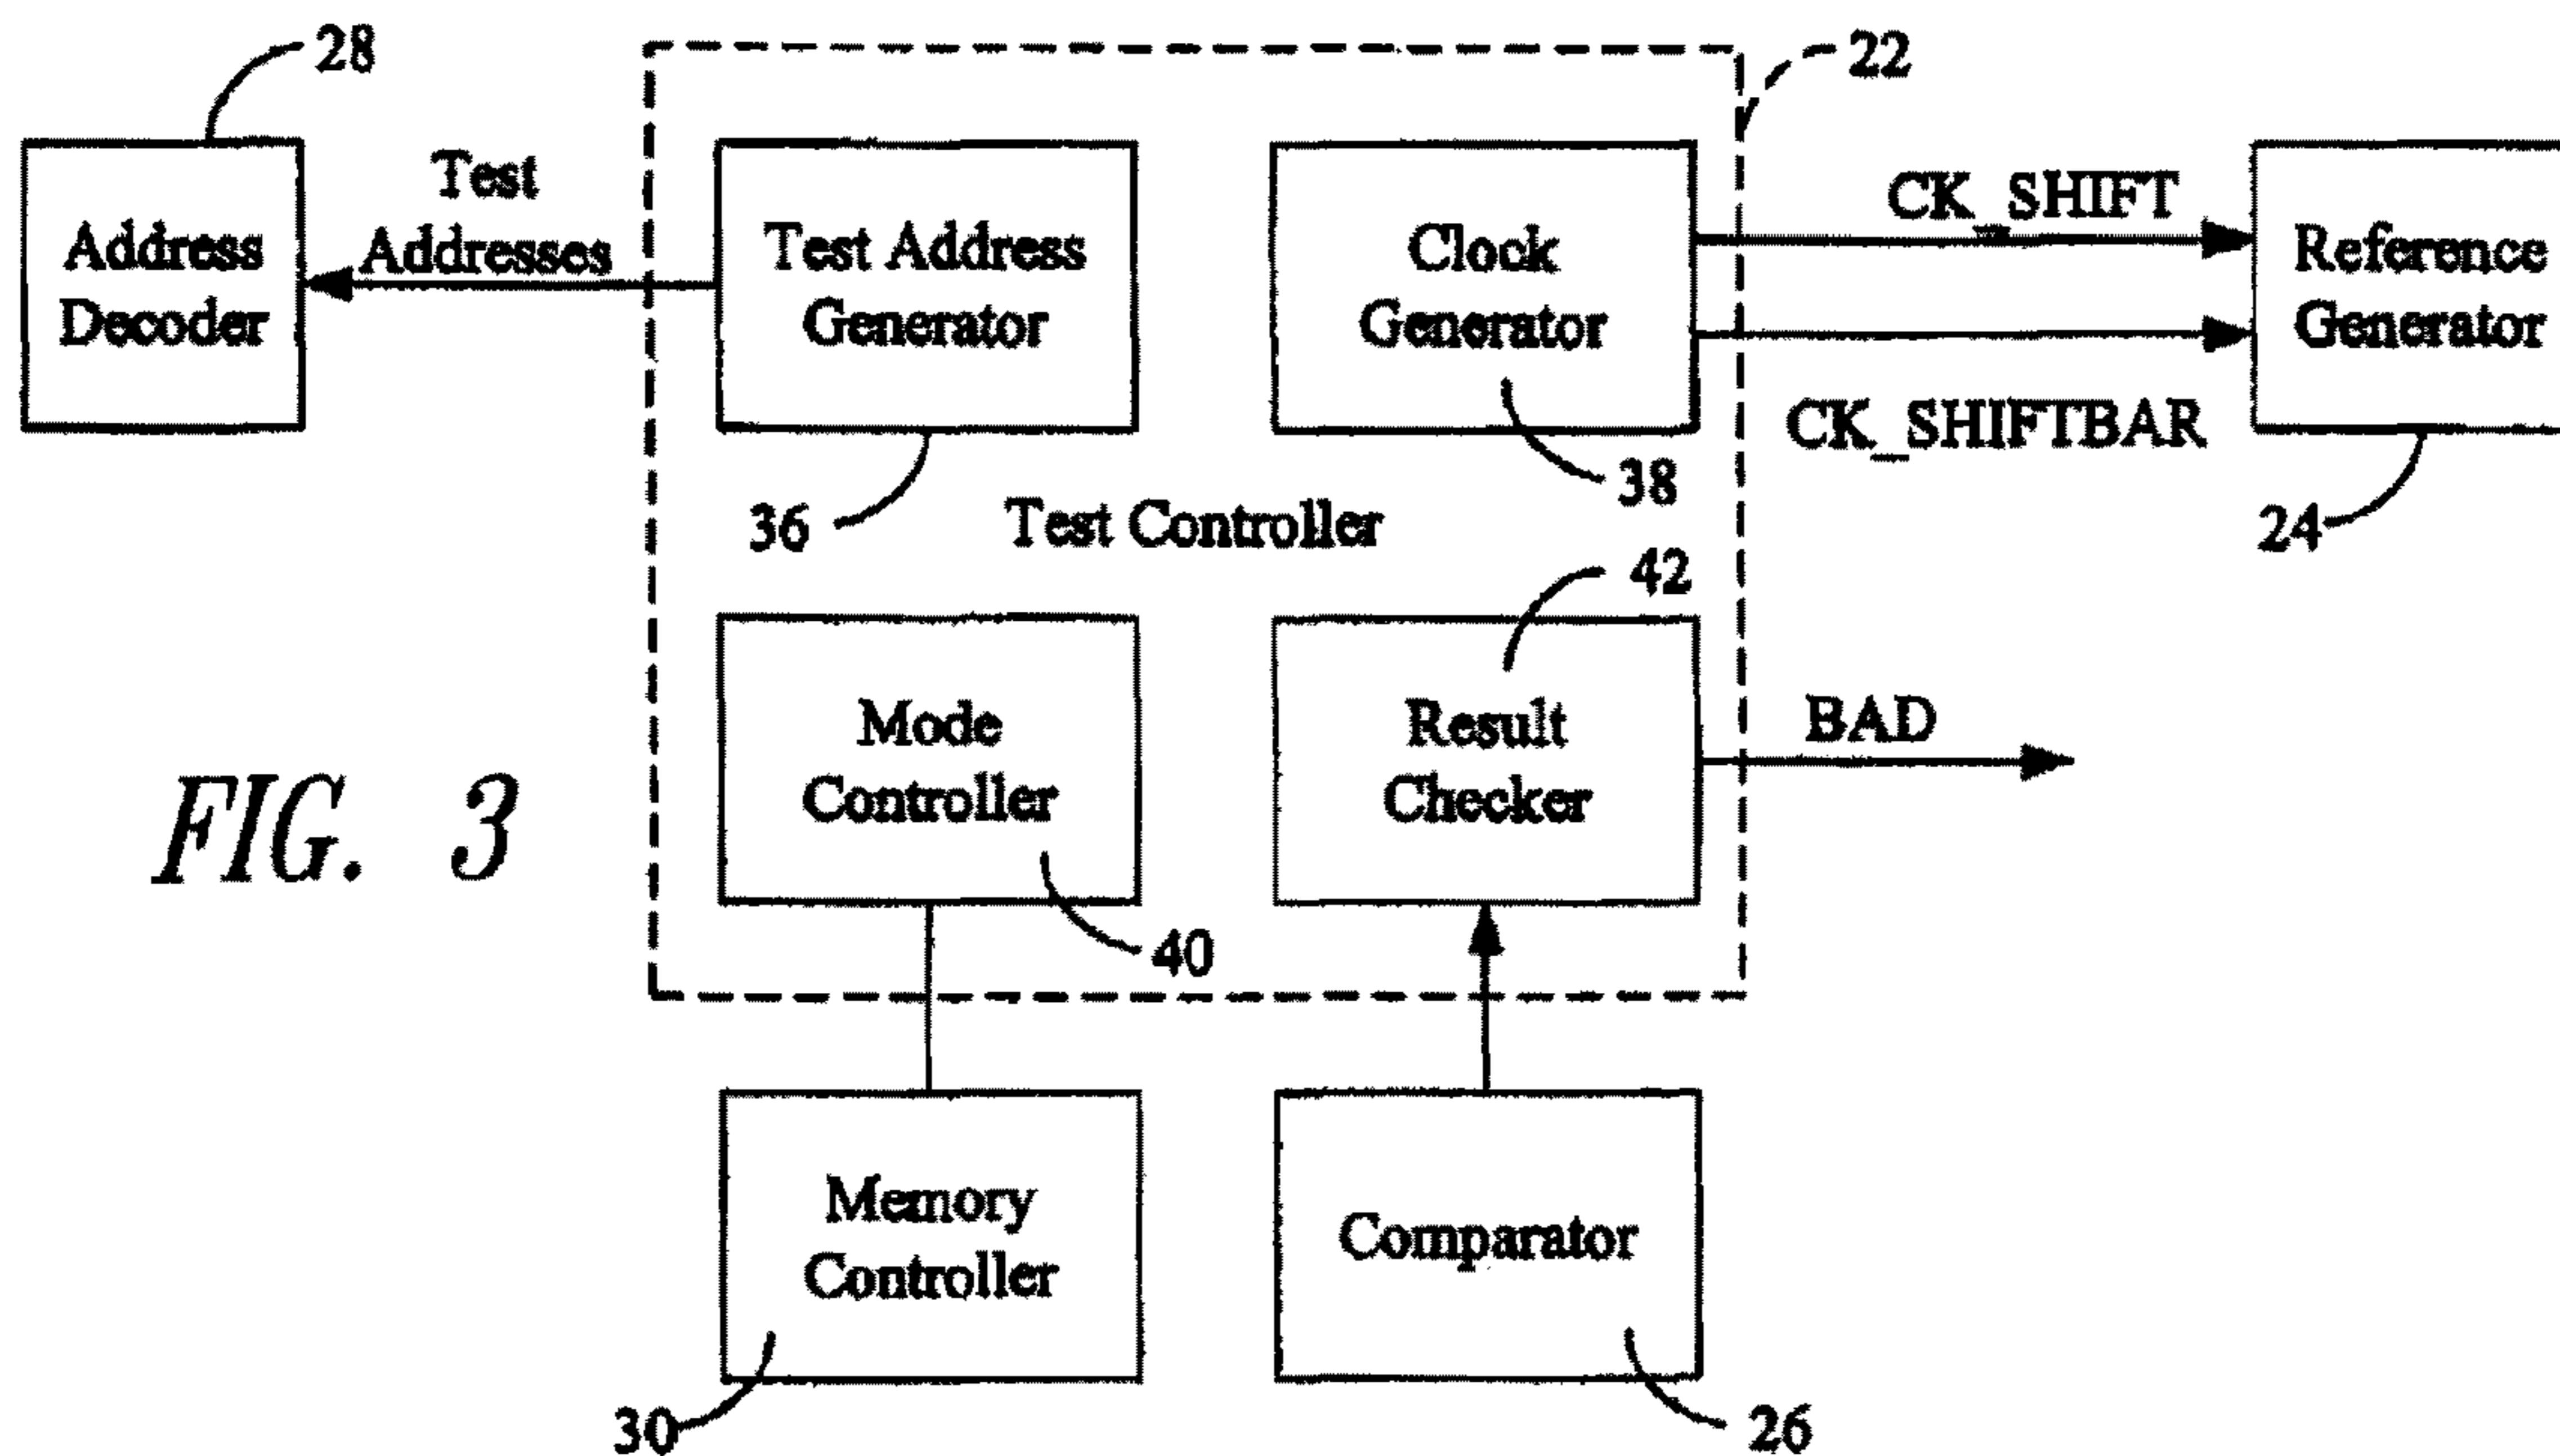 28
22
Test
Addresses
Address
Decoder
Test Address
Generator
Clock
Generator
CK_SHIFT
CK_SHIFTBAR
Reference
Generator
36
38
24
Test Controller
42
Mode
Controller
Result
Checker
BAD
FIG. 3
40
Memory
Controller
Comparator
30
26